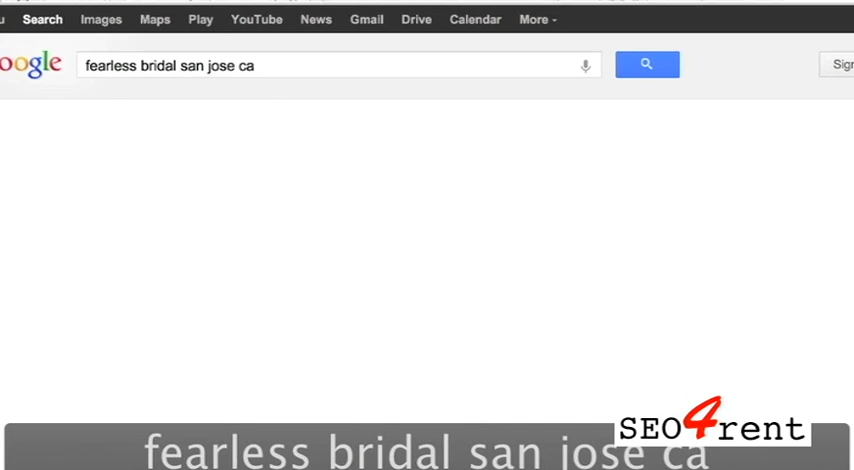 u Search Images Maps Play YouTube News Gmail Drive Calendar More
oogle fearless bridal san jose ca Sign
SEO4rent
fearless bridal san jose ca